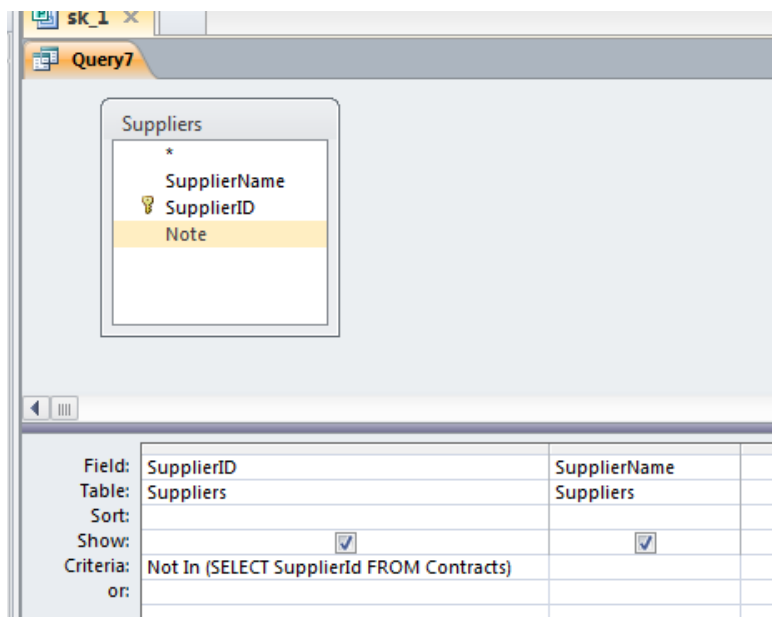 sk_1
Query7
Suppliers
*
SupplierName
SupplierID
Note
Field: SupplierID SupplierName
Table: Suppliers Suppliers
Sort:
Show:
Criteria: Not In (SELECT SupplierId FROM Contracts)
or: